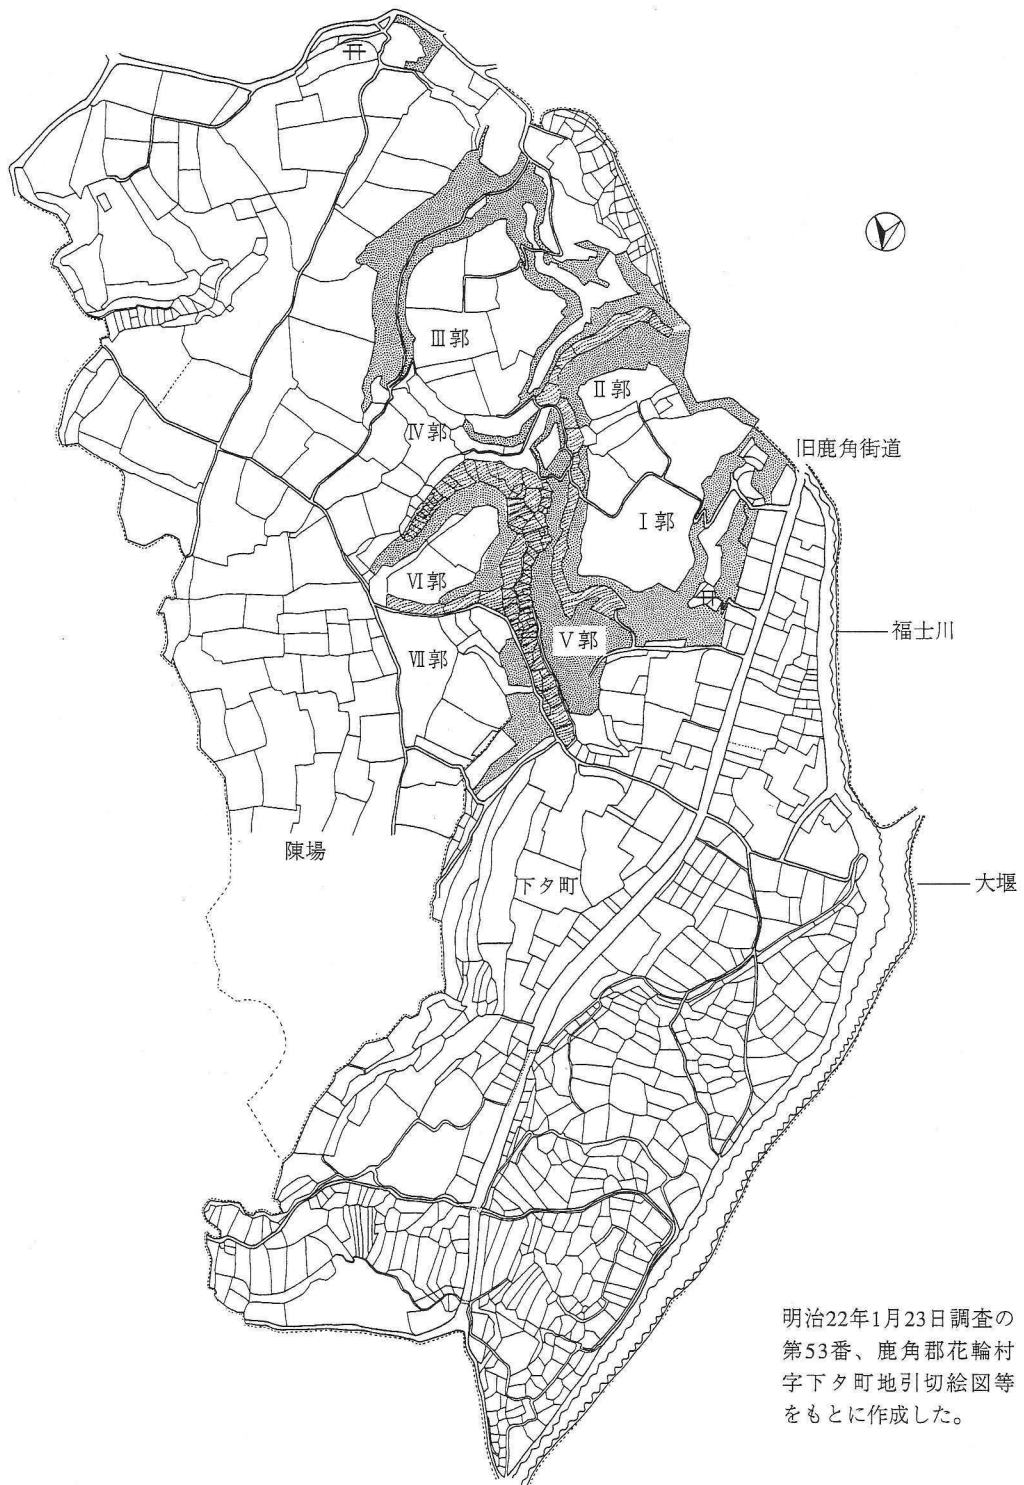 Ⅲ郭
Ⅱ郭
Ⅳ郭
旧鹿角街道
Ⅰ郭
Ⅵ郭
福士川
Ⅴ郭
Ⅶ郭
陳場
下タ町
大堰
明治22年1月23日調査の
第53番、鹿角郡花輪村
字下タ町地引切絵図等
をもとに作成した。